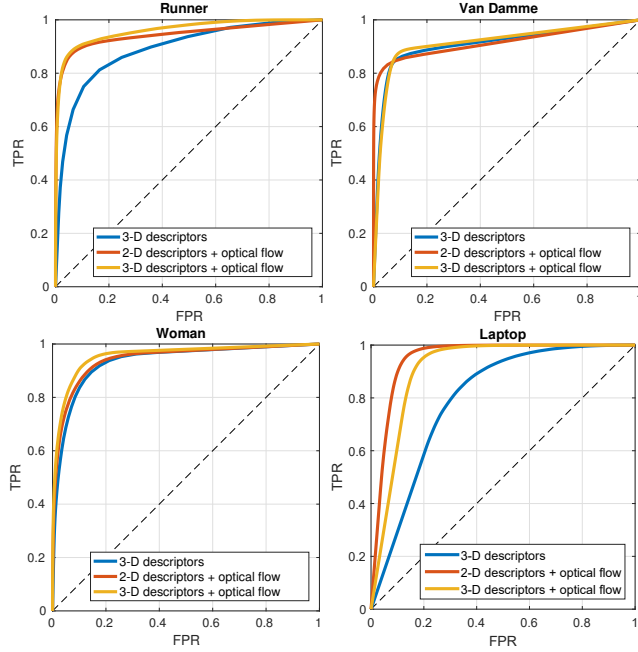 Runner
1
0.8
0.6
0.4
0.2
0
TPR
3-D descriptors
2-D descriptors + optical flow
3-D descriptors + optical flow
0 0.2 0.4 0.6 0.8 1
FPR
Van Damme
1
0.8
0.6
0.4
0.2
0
TPR
3-D descriptors
2-D descriptors + optical flow
3-D descriptors + optical flow
0 0.2 0.4 0.6 0.8 1
FPR
Woman
1
0.8
0.6
0.4
0.2
0
TPR
3-D descriptors
2-D descriptors + optical flow
3-D descriptors + optical flow
0 0.2 0.4 0.6 0.8 1
FPR
Laptop
1
0.8
0.6
0.4
0.2
0
TPR
3-D descriptors
2-D descriptors + optical flow
3-D descriptors + optical flow
0 0.2 0.4 0.6 0.8 1
FPR